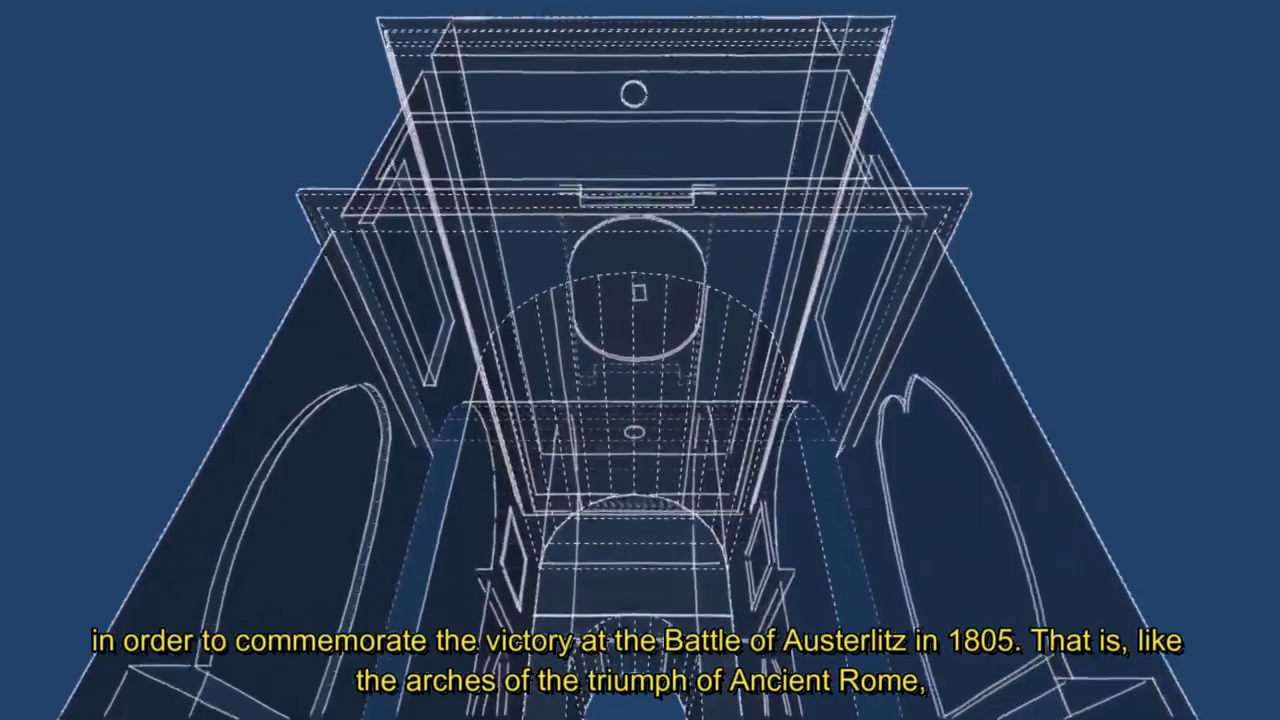 in order to commemorate the victory at the Battle of Austerlitz in 1805. That is, like
the arches of the triumph of Ancient Rome,